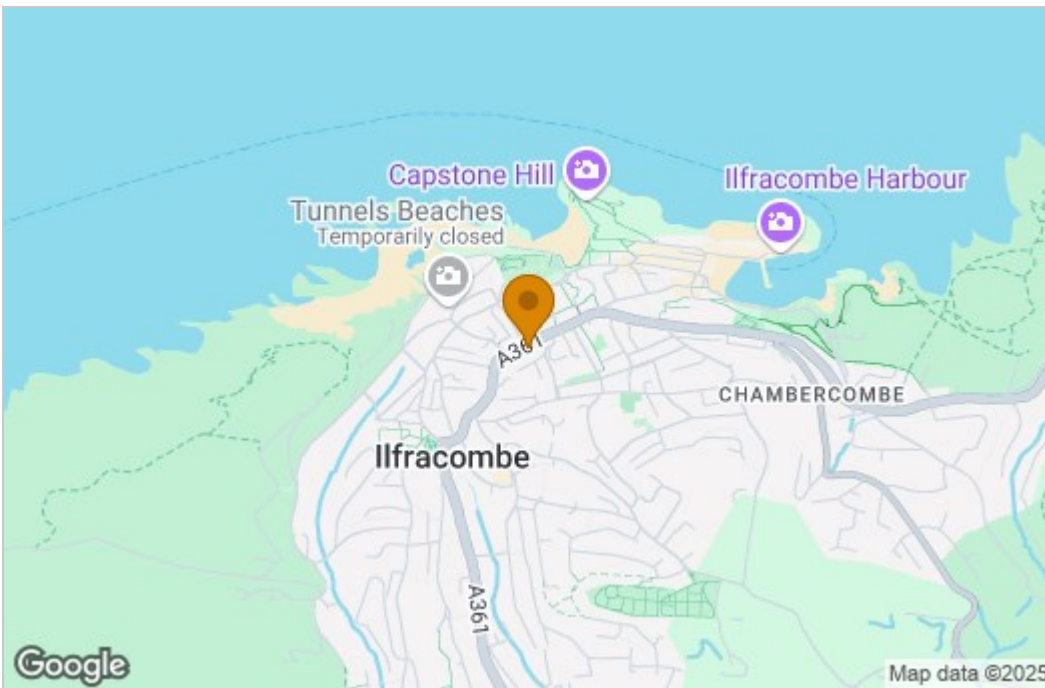 Capstone Hill
Ilfracombe Harbour
Tunnels Beaches
Temporarily closed
A361
CHAMBERCOMBE
Ilfracombe
A361
Google
Map data ©2025